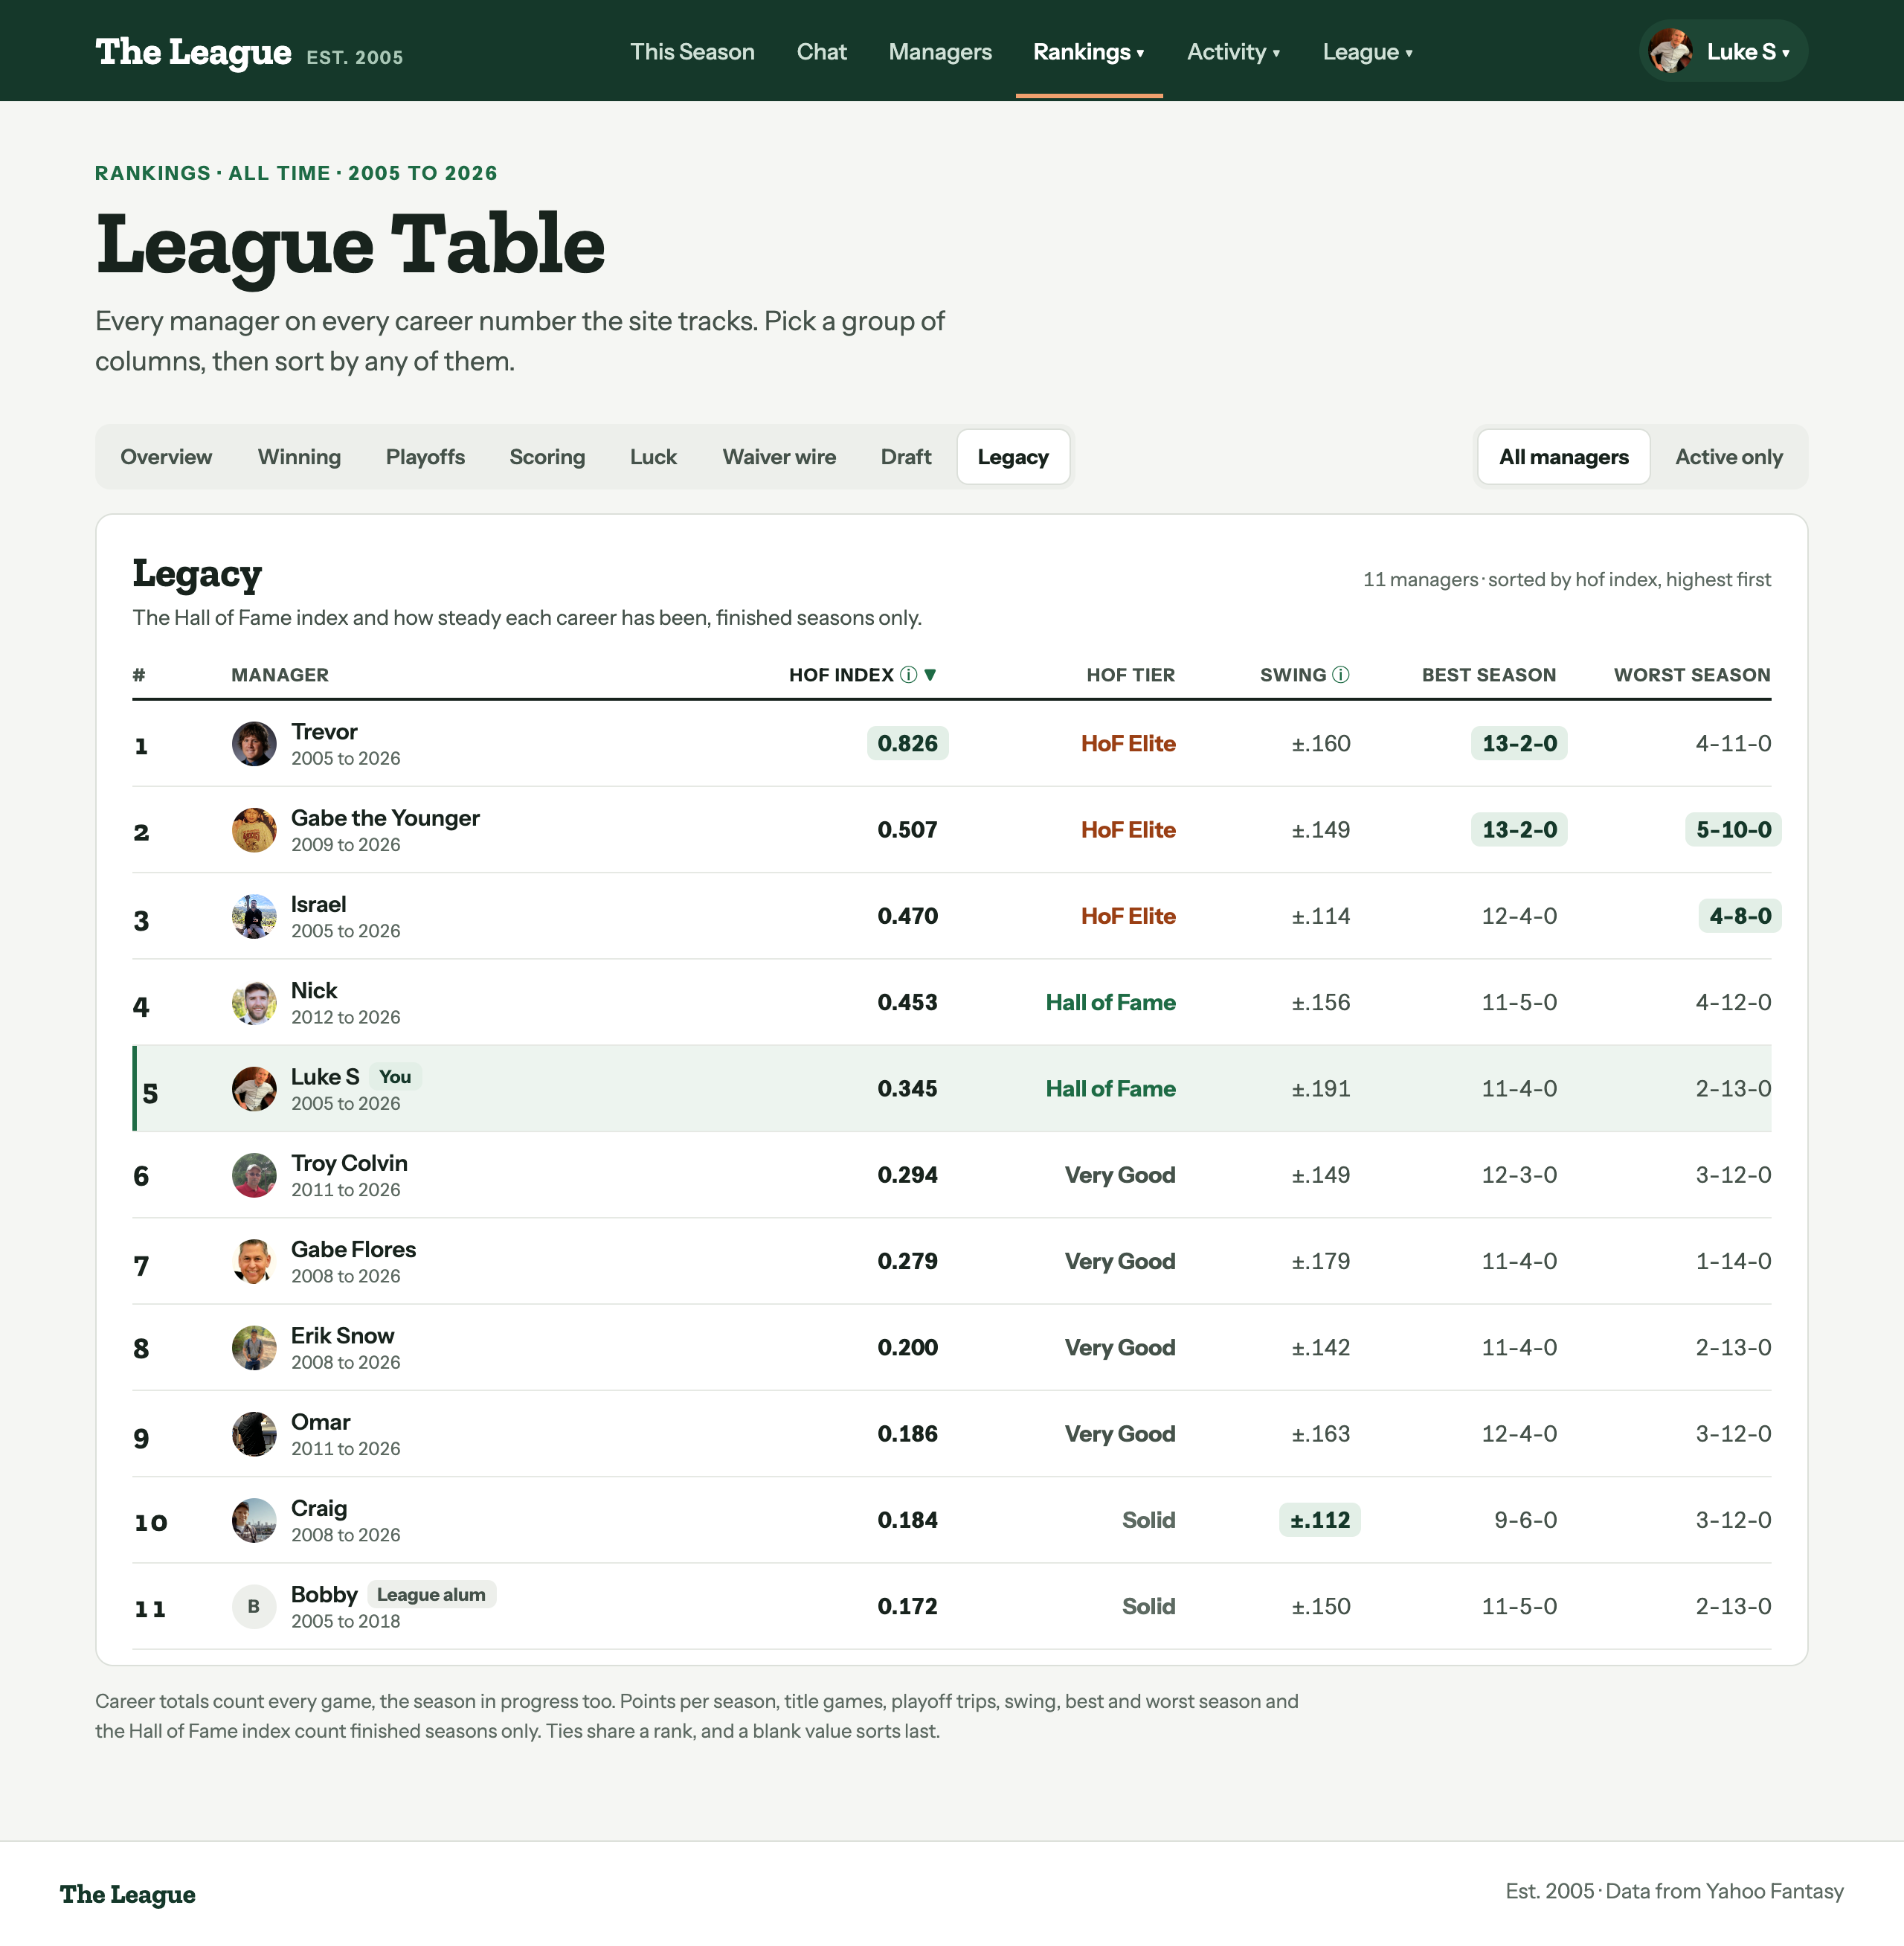 The League EST. 2005 This Season Chat Managers Rankings ▾ Activity ▾ League ▾ Luke S ▾
RANKINGS · ALL TIME · 2005 TO 2026
League Table
Every manager on every career number the site tracks. Pick a group of
columns, then sort by any of them.
Overview Winning Playoffs Scoring Luck Waiver wire Draft Legacy All managers Active only
Legacy
11 managers · sorted by hof index, highest first
The Hall of Fame index and how steady each career has been, finished seasons only.
# MANAGER HOF INDEX ⓘ ▼ HOF TIER SWING ⓘ BEST SEASON WORST SEASON
1 Trevor 0.826 HoF Elite ±.160 13-2-0 4-11-0
2005 to 2026
2 Gabe the Younger 0.507 HoF Elite ±.149 13-2-0 5-10-0
2009 to 2026
3 Israel 0.470 HoF Elite ±.114 12-4-0 4-8-0
2005 to 2026
4 Nick 0.453 Hall of Fame ±.156 11-5-0 4-12-0
2012 to 2026
5 Luke S You 0.345 Hall of Fame ±.191 11-4-0 2-13-0
2005 to 2026
6 Troy Colvin 0.294 Very Good ±.149 12-3-0 3-12-0
2011 to 2026
7 Gabe Flores 0.279 Very Good ±.179 11-4-0 1-14-0
2008 to 2026
8 Erik Snow 0.200 Very Good ±.142 11-4-0 2-13-0
2008 to 2026
9 Omar 0.186 Very Good ±.163 12-4-0 3-12-0
2011 to 2026
10 Craig 0.184 Solid ±.112 9-6-0 3-12-0
2008 to 2026
11 B Bobby League alum 0.172 Solid ±.150 11-5-0 2-13-0
2005 to 2018
Career totals count every game, the season in progress too. Points per season, title games, playoff trips, swing, best and worst season and
the Hall of Fame index count finished seasons only. Ties share a rank, and a blank value sorts last.
The League
Est. 2005 · Data from Yahoo Fantasy